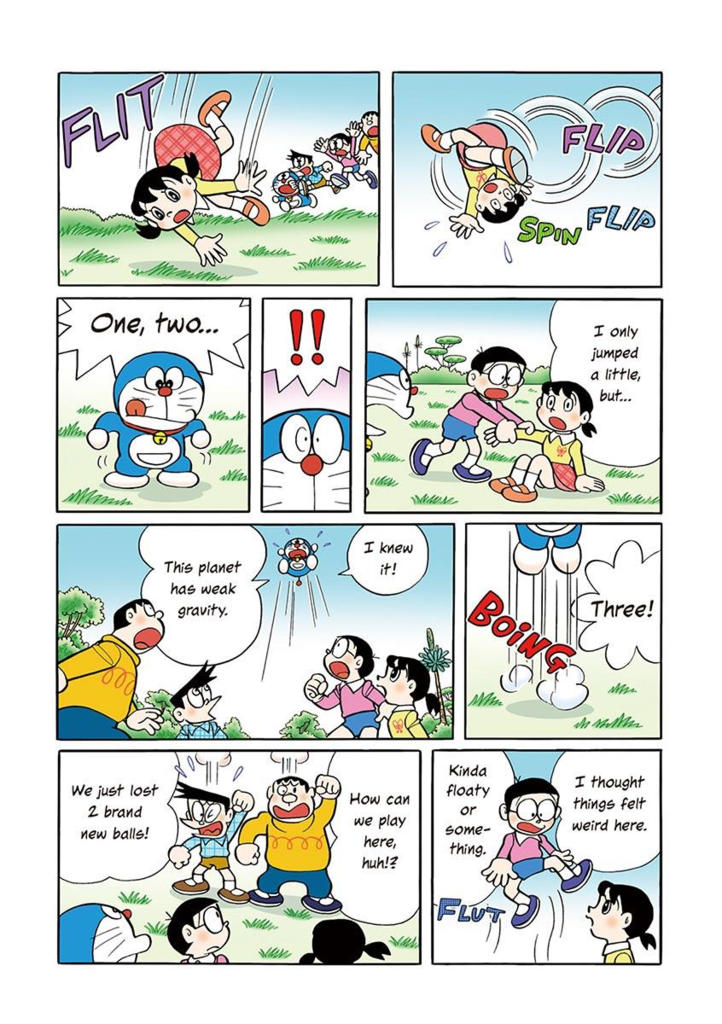 FLIP
FLIP
SPIN
FLIT
I only
jumped
a little,
but...
!!
One, two...
Three!
BOING
I knew
it!
This planet
has weak
gravity.
I thought
things felt
weird here.
Kinda
floaty
or
some-
thing.
FLUT
How can
we play
here,
huh!?
We just lost
2 brand
new balls!